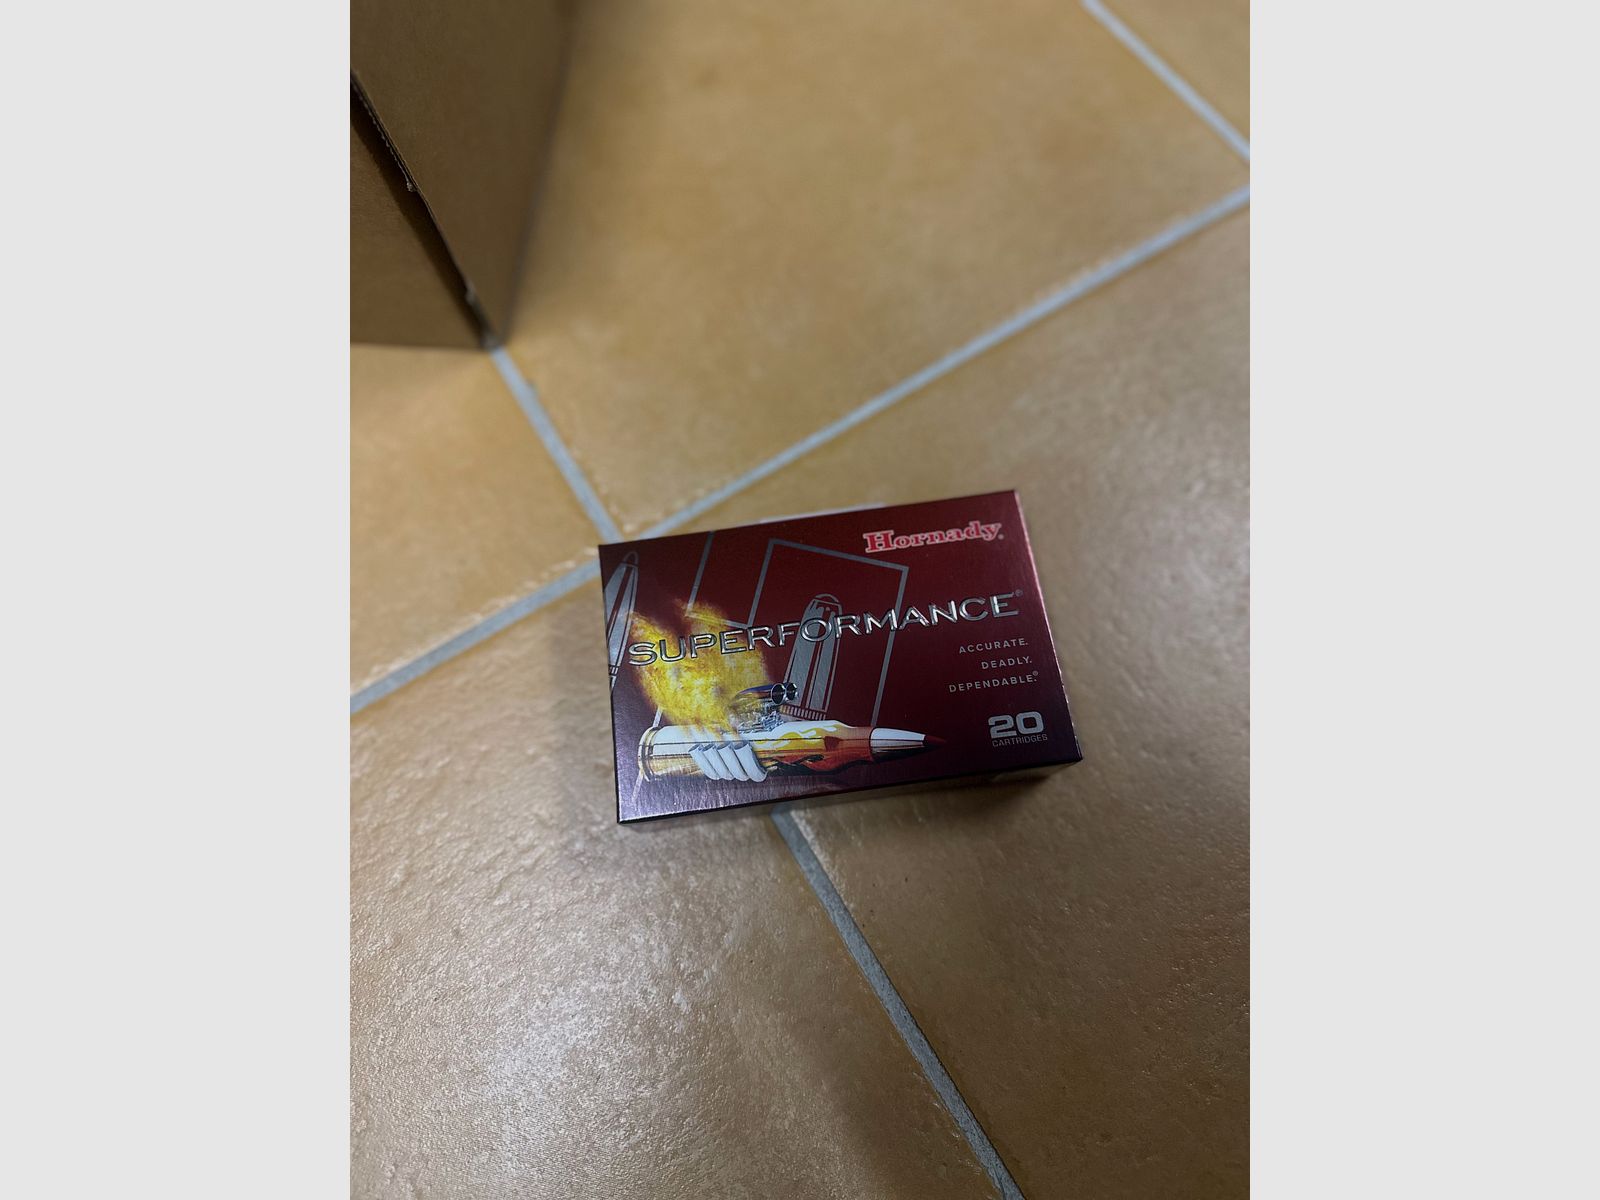 Hornady®
SUPERFORMANCE®
ACCURATE.
DEADLY.
DEPENDABLE.®
20
CARTRIDGES